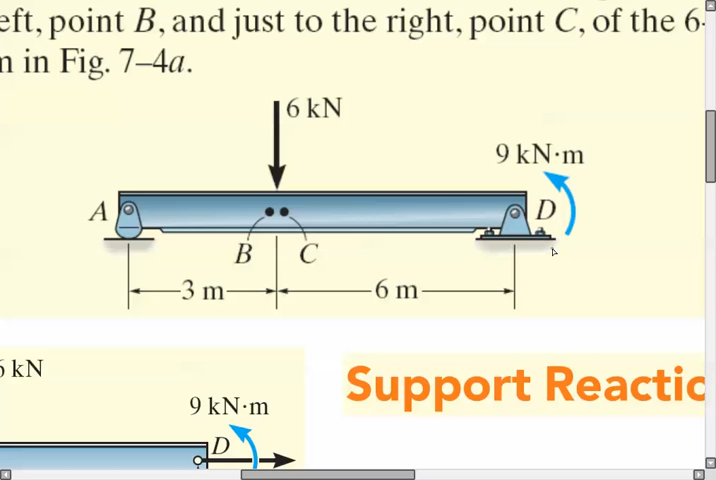 eft, point B, and just to the right, point C, of the 6-
n in Fig. 7–4a.
6 kN
9 kN·m
A
D
B
C
3 m
6 m
kN
Support Reactio
9 kN·m
D